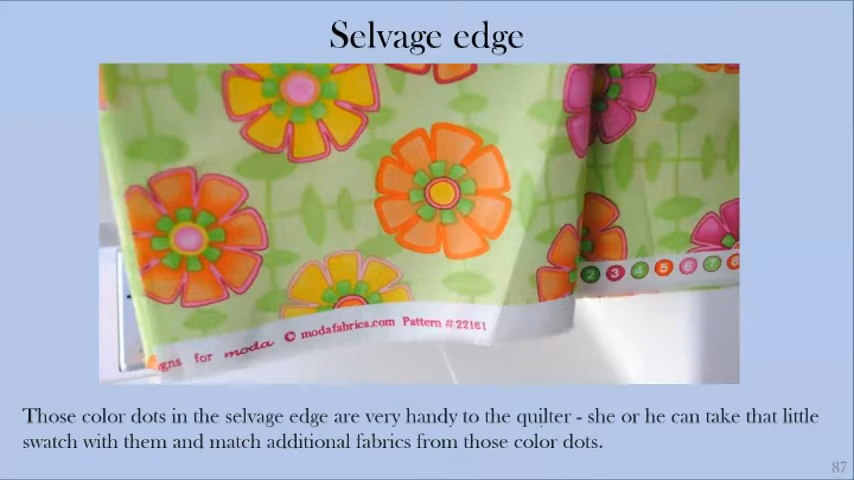 Selvage edge
2 3 4 5 6 7 8
gns for moda © modafabrics.com Pattern #22161
Those color dots in the selvage edge are very handy to the quilter - she or he can take that little
swatch with them and match additional fabrics from those color dots.
87